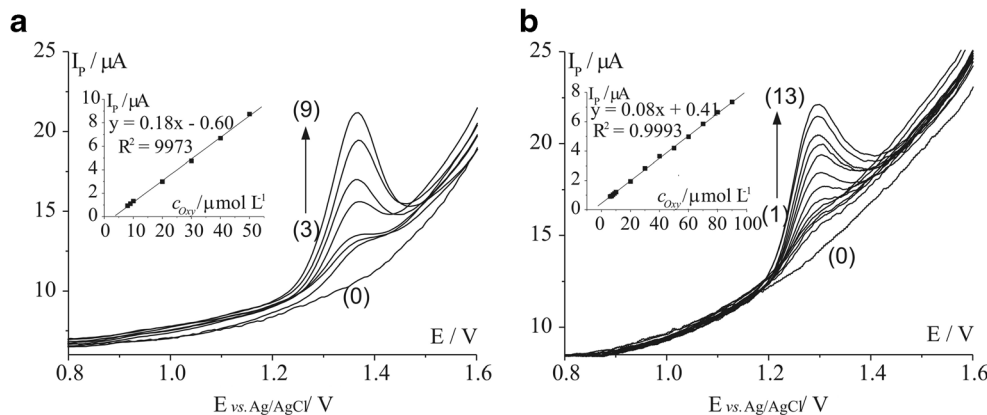 a
I_P / μA
25
20
15
10
0.8 1.0 1.2 1.4 1.6
E vs. Ag/AgCl / V
E / V
(9)
(3)
(0)
I_P / μA
10
8
6
4
2
0
0 10 20 30 40 50
c_Oxy / μmol L⁻¹
y = 0.18x - 0.60
R² = 9973
b
I_P / μA
25
20
15
10
0.8 1.0 1.2 1.4 1.6
E vs. Ag/AgCl / V
E / V
(13)
(1)
(0)
I_P / μA
8
6
4
2
0
0 20 40 60 80 100
c_Oxy / μmol L⁻¹
y = 0.08x + 0.41
R² = 0.9993